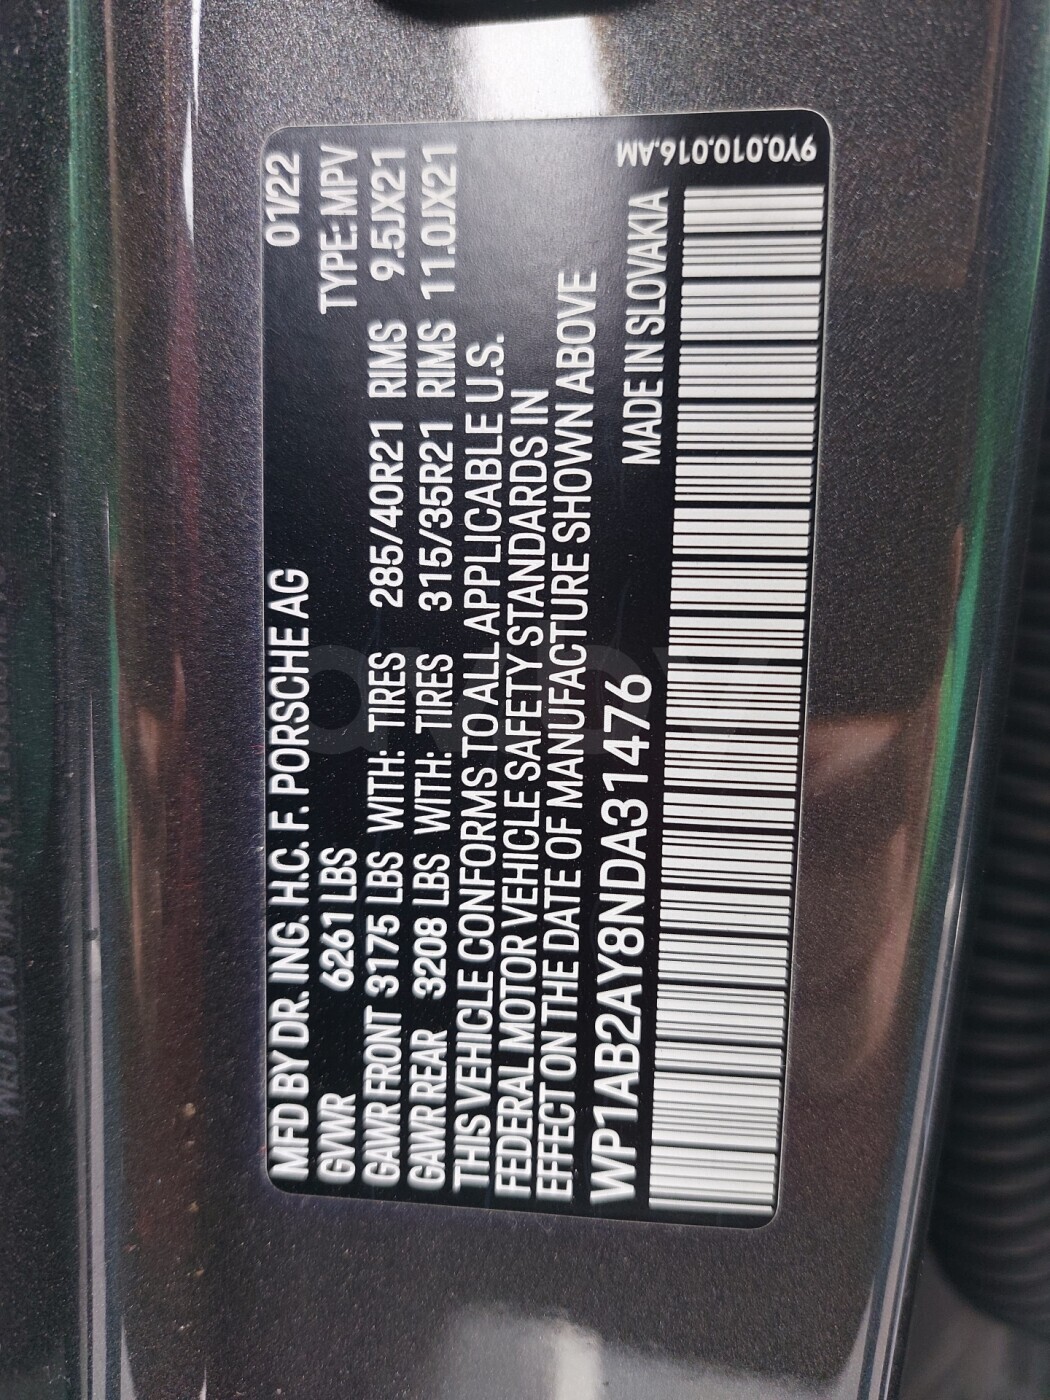 MFD BY DR. ING. H.C. F. PORSCHE AG 01/22
GVWR 6261 LBS TYPE: MPV
GAWR FRONT 3175 LBS WITH: TIRES 285/40R21 RIMS 9.5JX21
GAWR REAR 3208 LBS WITH: TIRES 315/35R21 RIMS 11.0JX21
THIS VEHICLE CONFORMS TO ALL APPLICABLE U.S.
FEDERAL MOTOR VEHICLE SAFETY STANDARDS IN
EFFECT ON THE DATE OF MANUFACTURE SHOWN ABOVE
WP1AB2AY8NDA31476
MADE IN SLOVAKIA
9Y0.010.016.AM